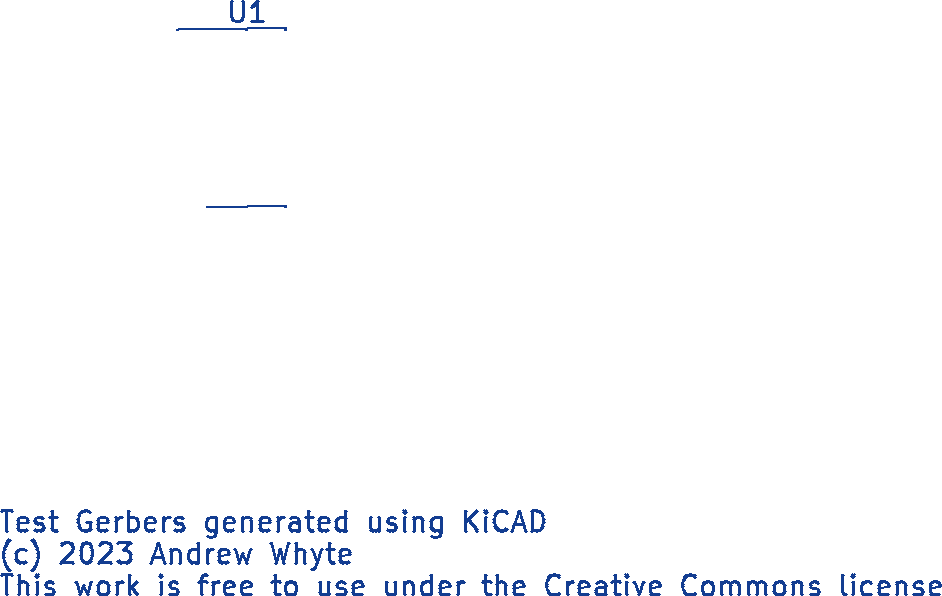 U1
Test Gerbers generated using KiCAD
(c) 2023 Andrew Whyte
This work is free to use under the Creative Commons license